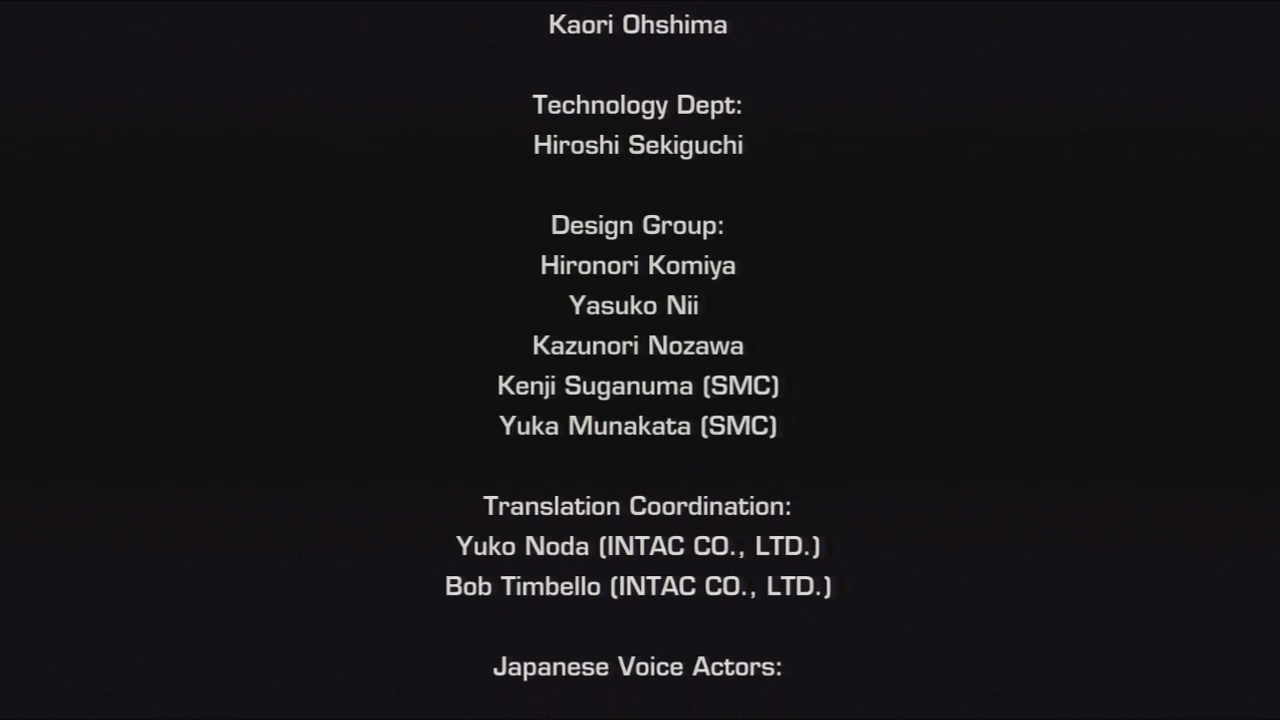 Kaori Ohshima
Technology Dept:
Hiroshi Sekiguchi
Design Group:
Hironori Komiya
Yasuko Nii
Kazunori Nozawa
Kenji Suganuma (SMC)
Yuka Munakata (SMC)
Translation Coordination:
Yuko Noda (INTAC CO., LTD.)
Bob Timbello (INTAC CO., LTD.)
Japanese Voice Actors: